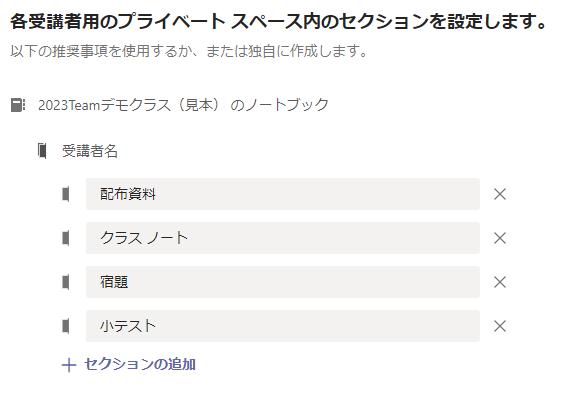 各受講者用のプライベート スペース内のセクションを設定します。
以下の推奨事項を使用するか、または独自に作成します。
2023Teamデモクラス（見本） のノートブック
受講者名
配布資料
クラス ノート
宿題
小テスト
セクションの追加